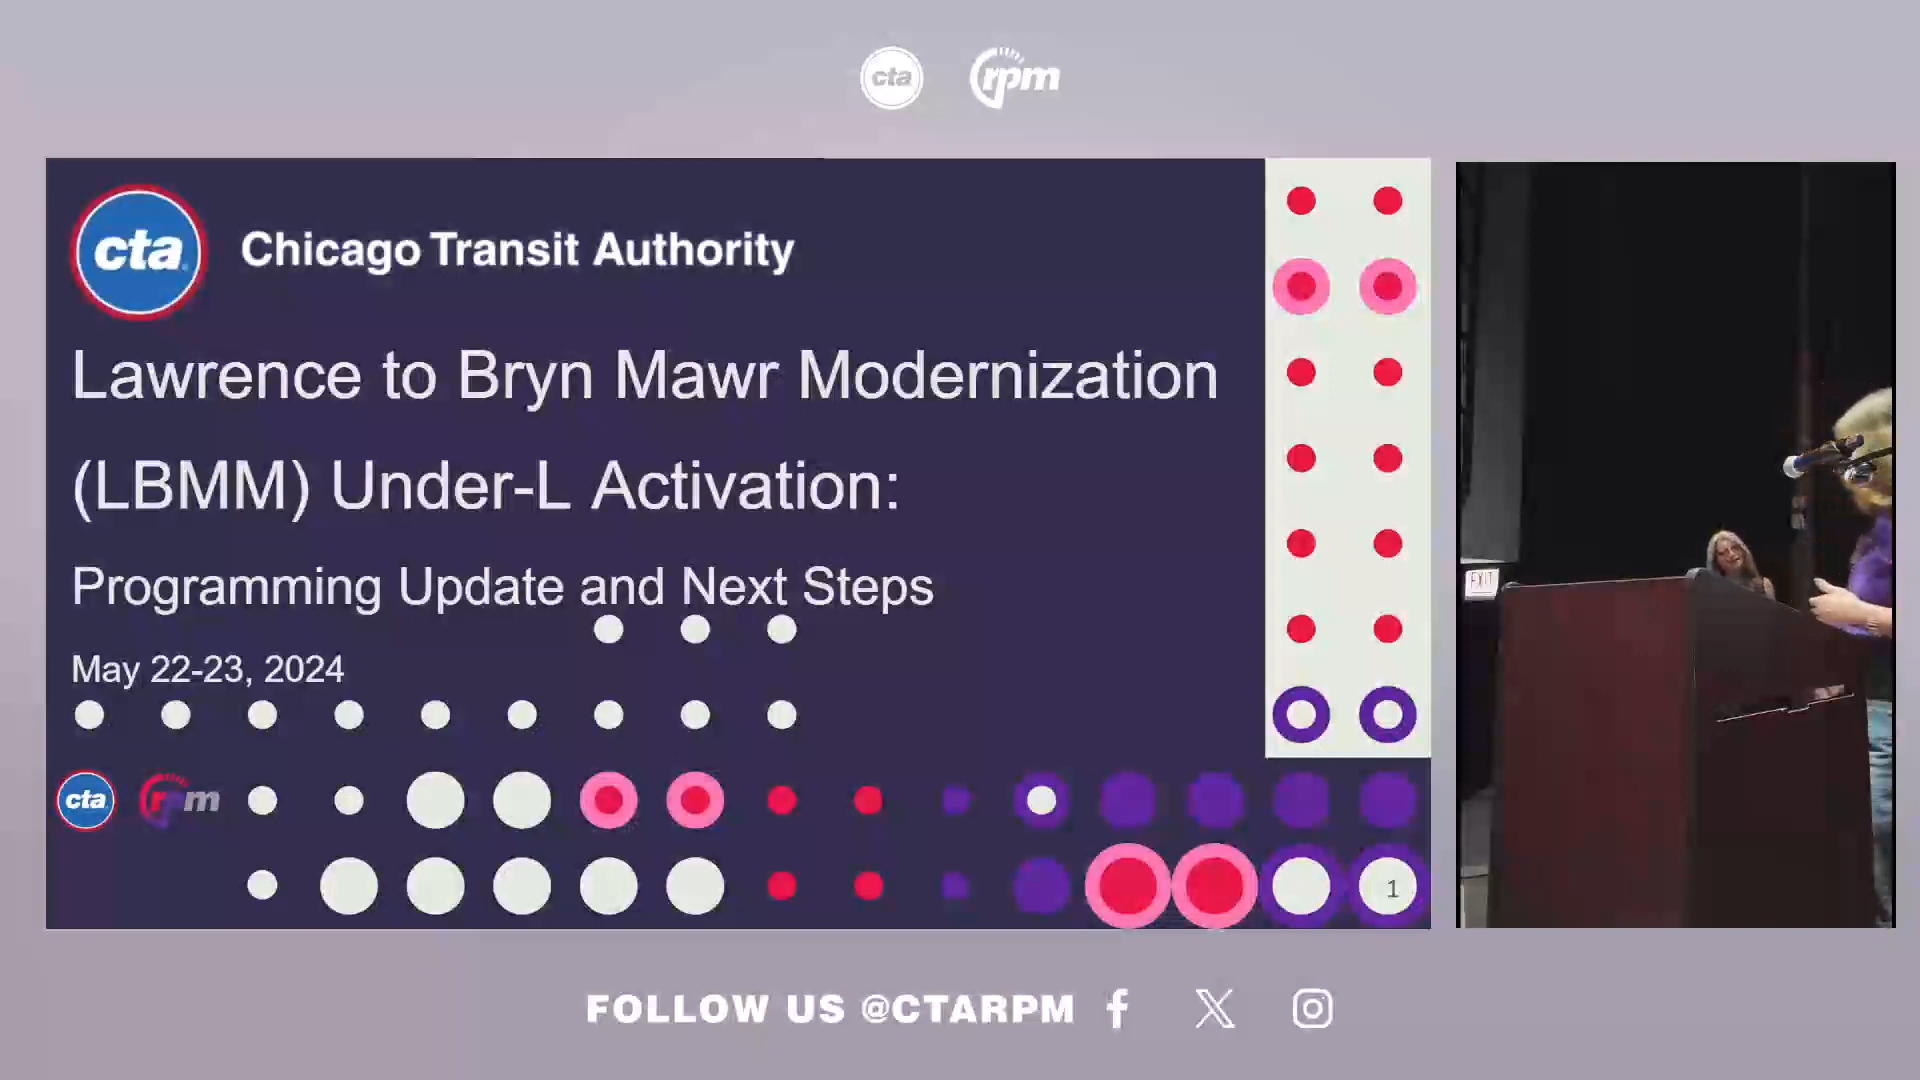 cta rpm
cta Chicago Transit Authority
Lawrence to Bryn Mawr Modernization
(LBMM) Under-L Activation:
Programming Update and Next Steps
May 22-23, 2024
cta rpm
1
EXIT
FOLLOW US @CTARPM